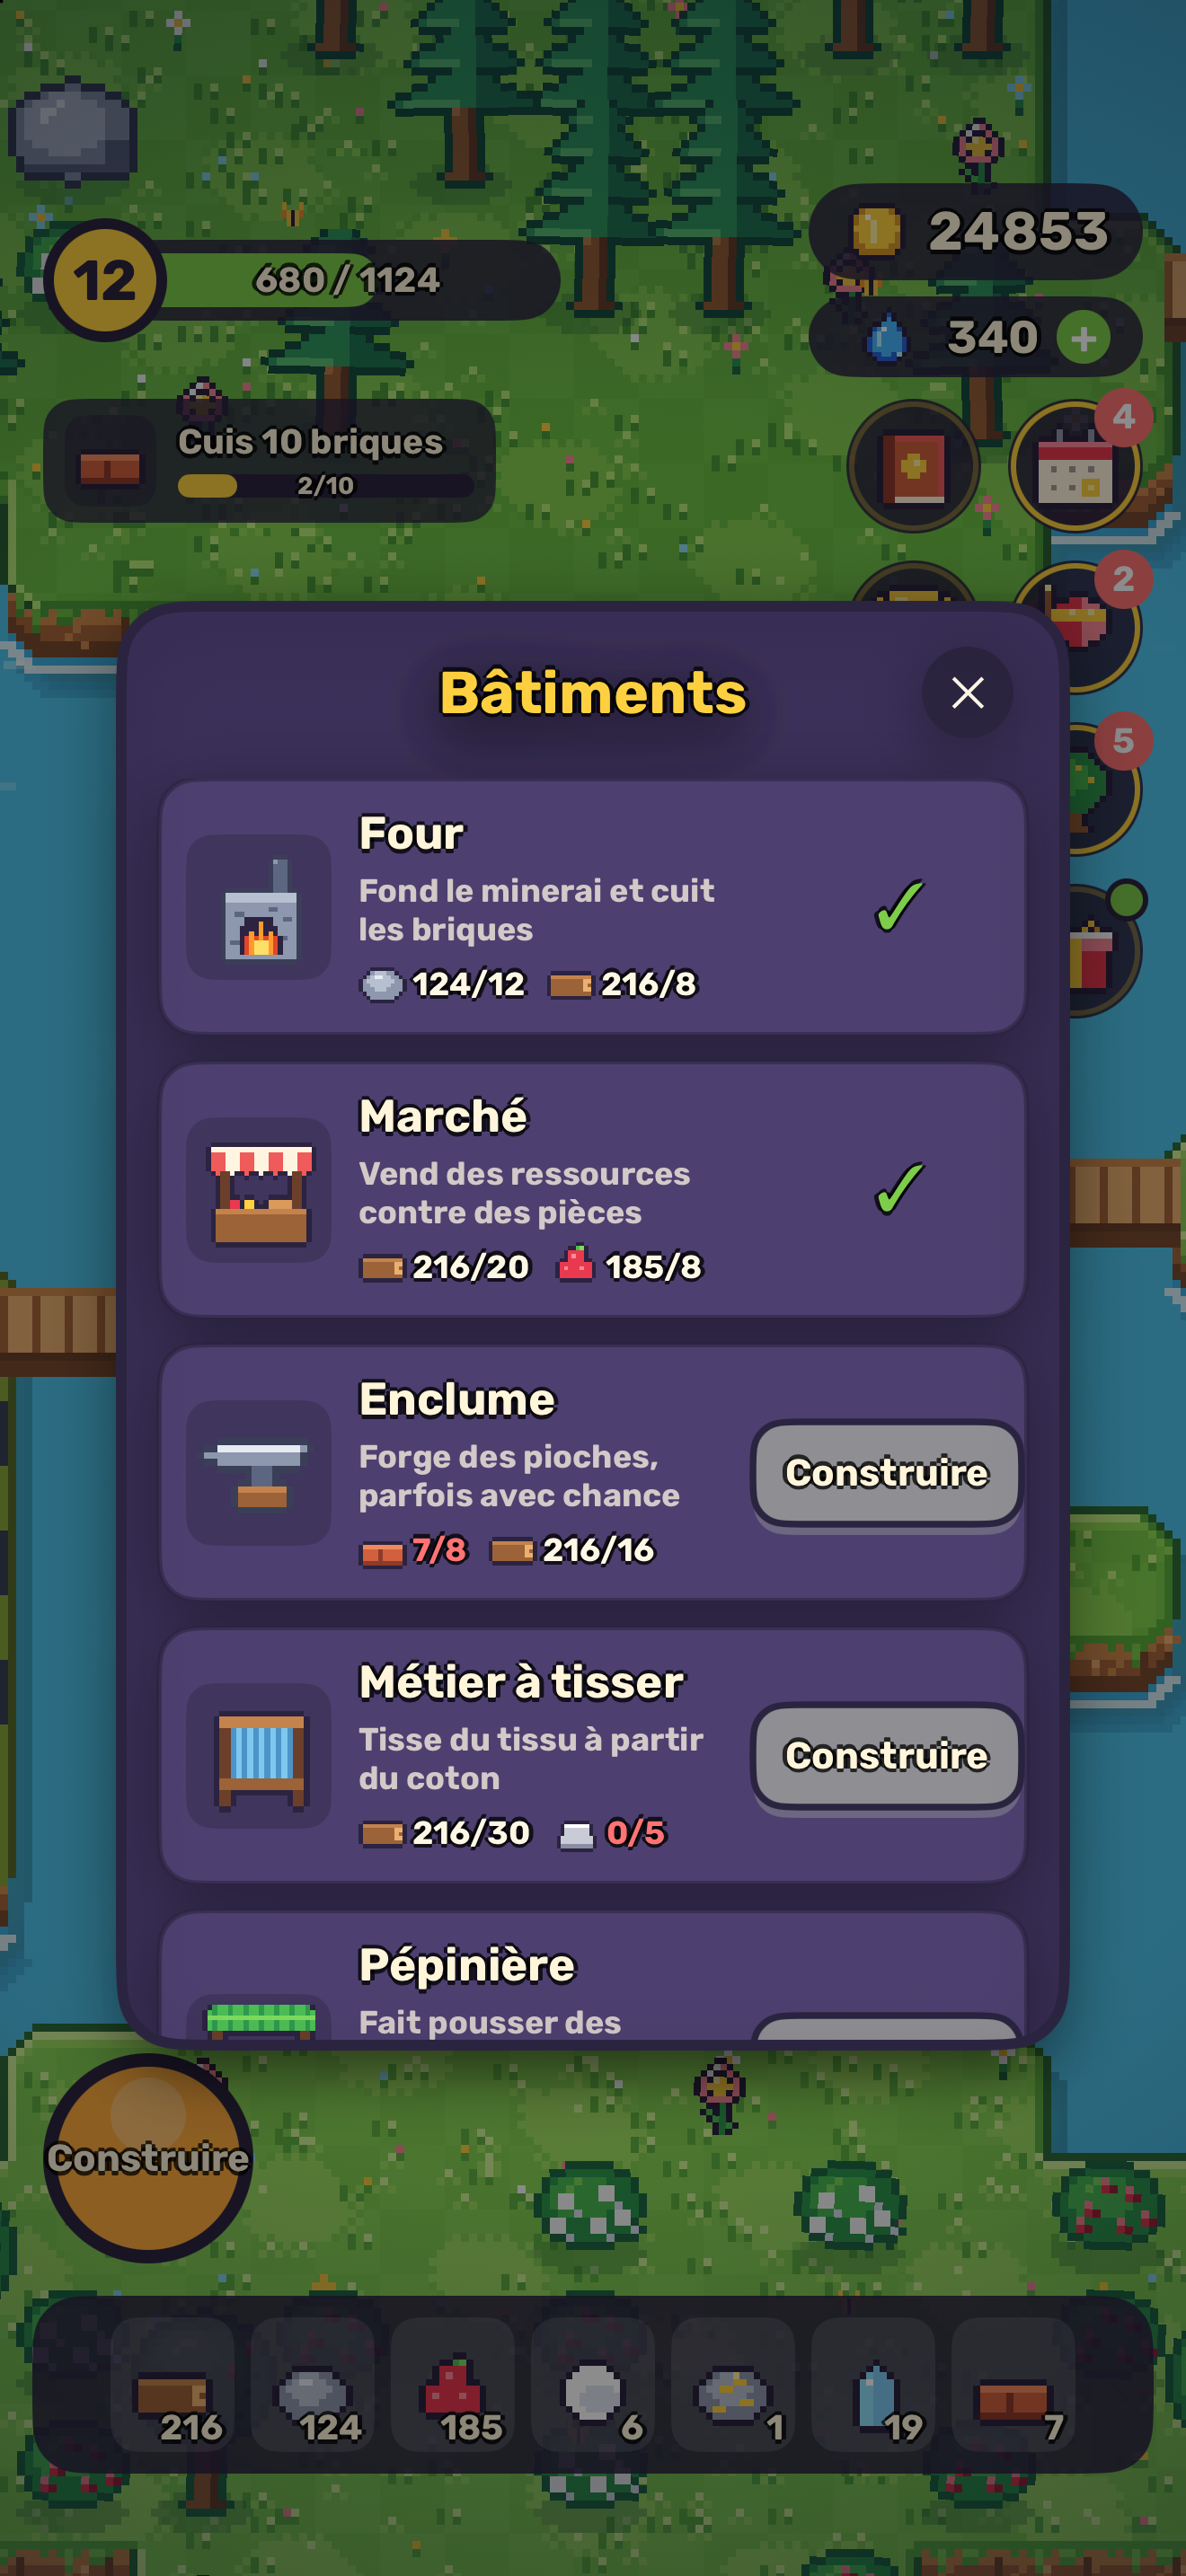 24853
12
680 / 1124
340 +
4
Cuis 10 briques
2/10
2
5
Bâtiments
Four
Fond le minerai et cuit
les briques
124/12 216/8
Marché
Vend des ressources
contre des pièces
216/20 185/8
Enclume
Forge des pioches,
parfois avec chance
7/8 216/16
Construire
Métier à tisser
Tisse du tissu à partir
du coton
216/30 0/5
Construire
Pépinière
Fait pousser des
Construire
216 124 185 6 1 19 7